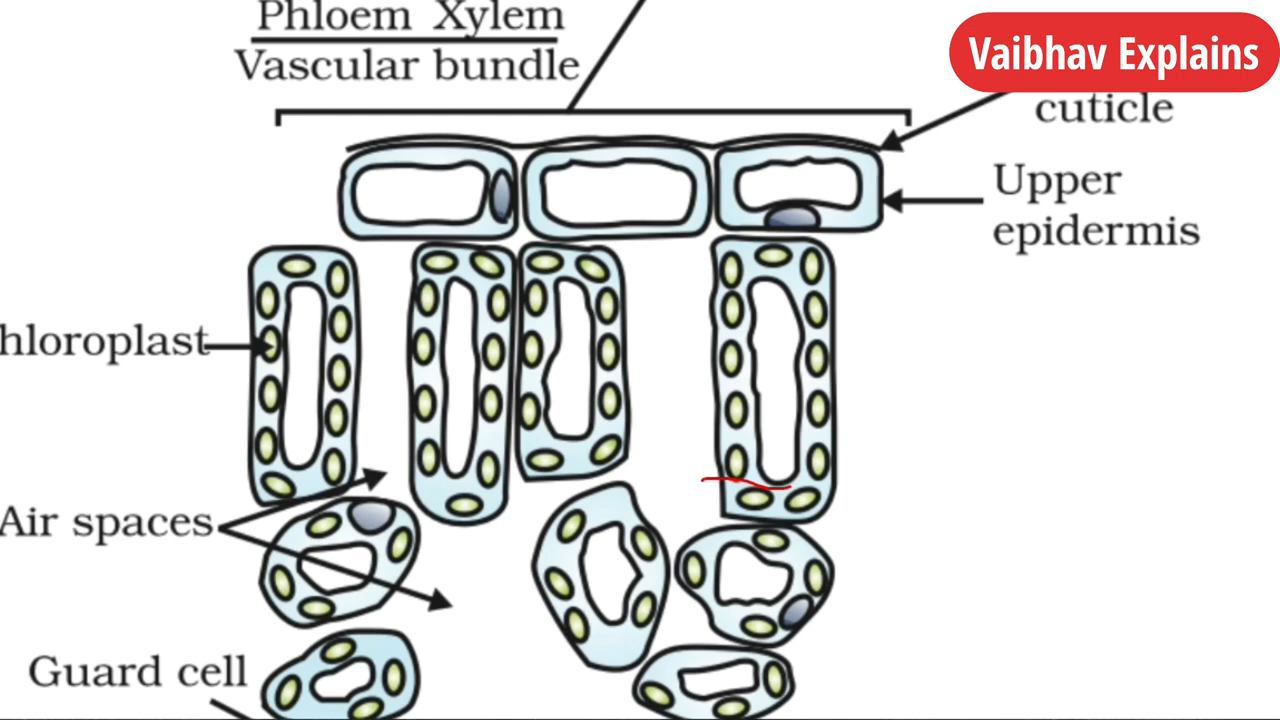 Phloem Xylem
Vascular bundle
Vaibhav Explains
cuticle
Upper
epidermis
hloroplast
Air spaces
Guard cell